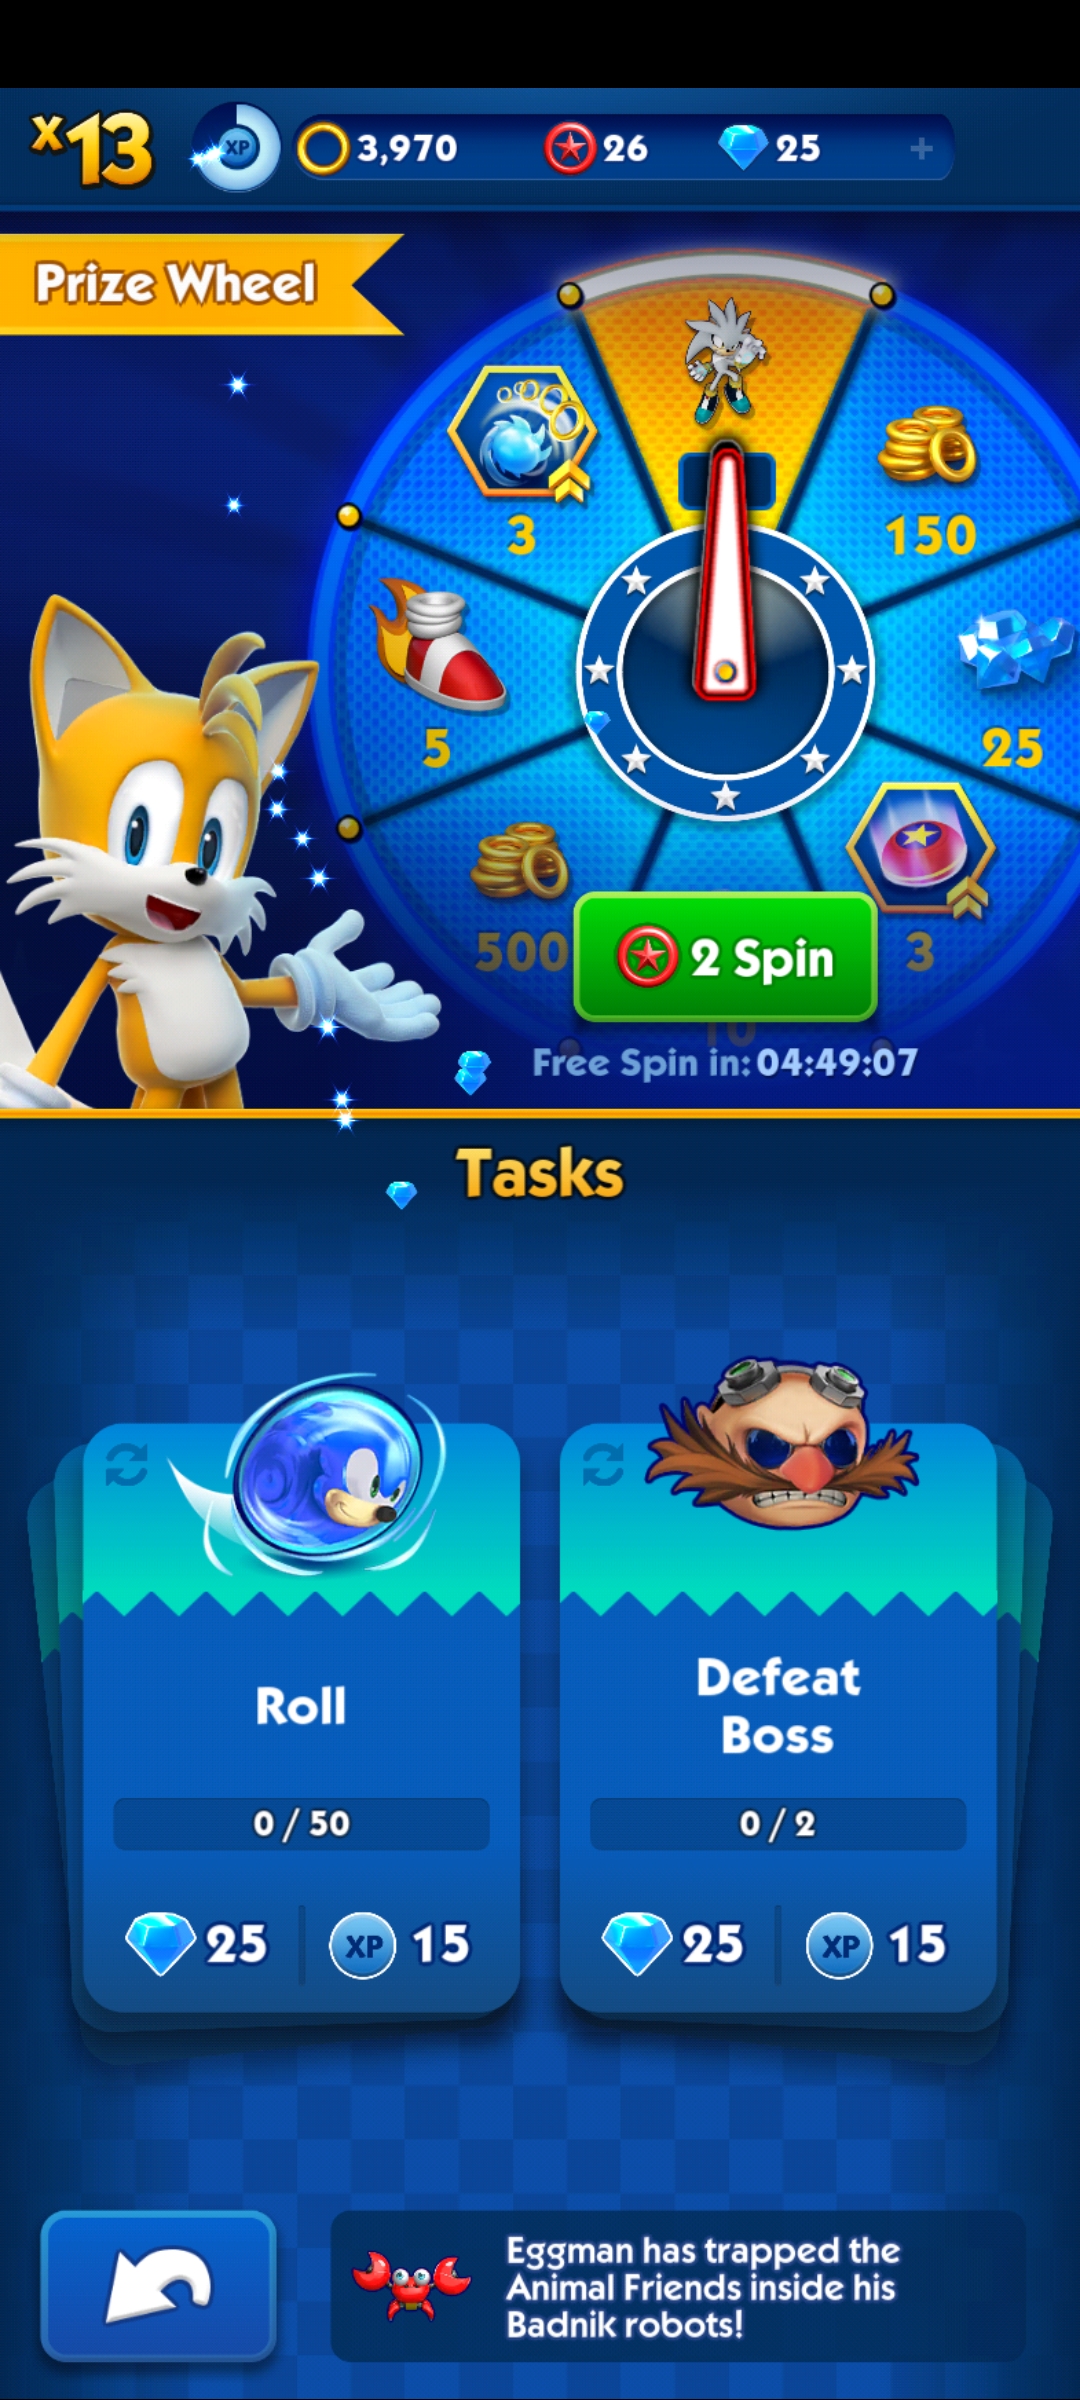 x13
XP
3,970
26
25
+
Prize Wheel
3
150
5
25
500
2 Spin
3
10
Free Spin in: 04:49:07
Tasks
Roll
0 / 50
25
XP
15
Defeat
Boss
0 / 2
25
XP
15
Eggman has trapped the
Animal Friends inside his
Badnik robots!